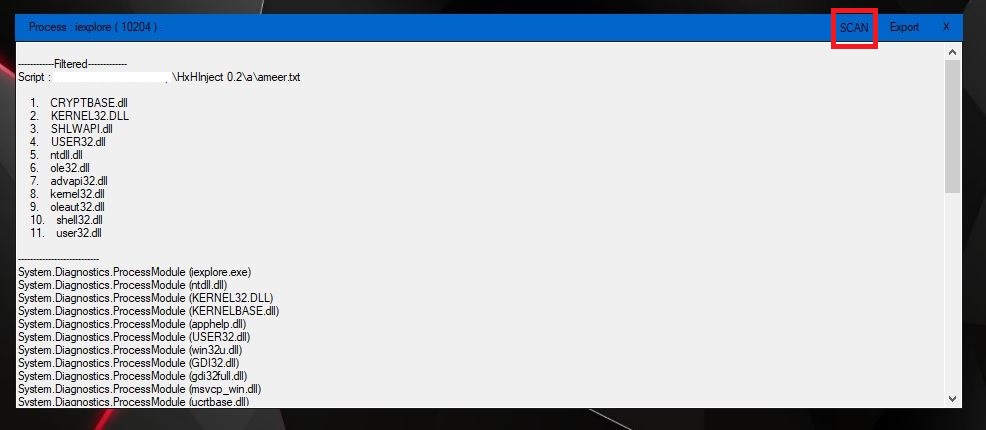 Process : iexplore ( 10204 ) .
SCAN
Export
X
------------Filtered-------------
Script : \HxHInject 0.2\a\ameer.txt
1. CRYPTBASE.dll
2. KERNEL32.DLL
3. SHLWAPI.dll
4. USER32.dll
5. ntdll.dll
6. ole32.dll
7. advapi32.dll
8. kernel32.dll
9. oleaut32.dll
10. shell32.dll
11. user32.dll
---------------------------
System.Diagnostics.ProcessModule (iexplore.exe)
System.Diagnostics.ProcessModule (ntdll.dll)
System.Diagnostics.ProcessModule (KERNEL32.DLL)
System.Diagnostics.ProcessModule (KERNELBASE.dll)
System.Diagnostics.ProcessModule (apphelp.dll)
System.Diagnostics.ProcessModule (USER32.dll)
System.Diagnostics.ProcessModule (win32u.dll)
System.Diagnostics.ProcessModule (GDI32.dll)
System.Diagnostics.ProcessModule (gdi32full.dll)
System.Diagnostics.ProcessModule (msvcp_win.dll)
System.Diagnostics.ProcessModule (ucrtbase.dll)